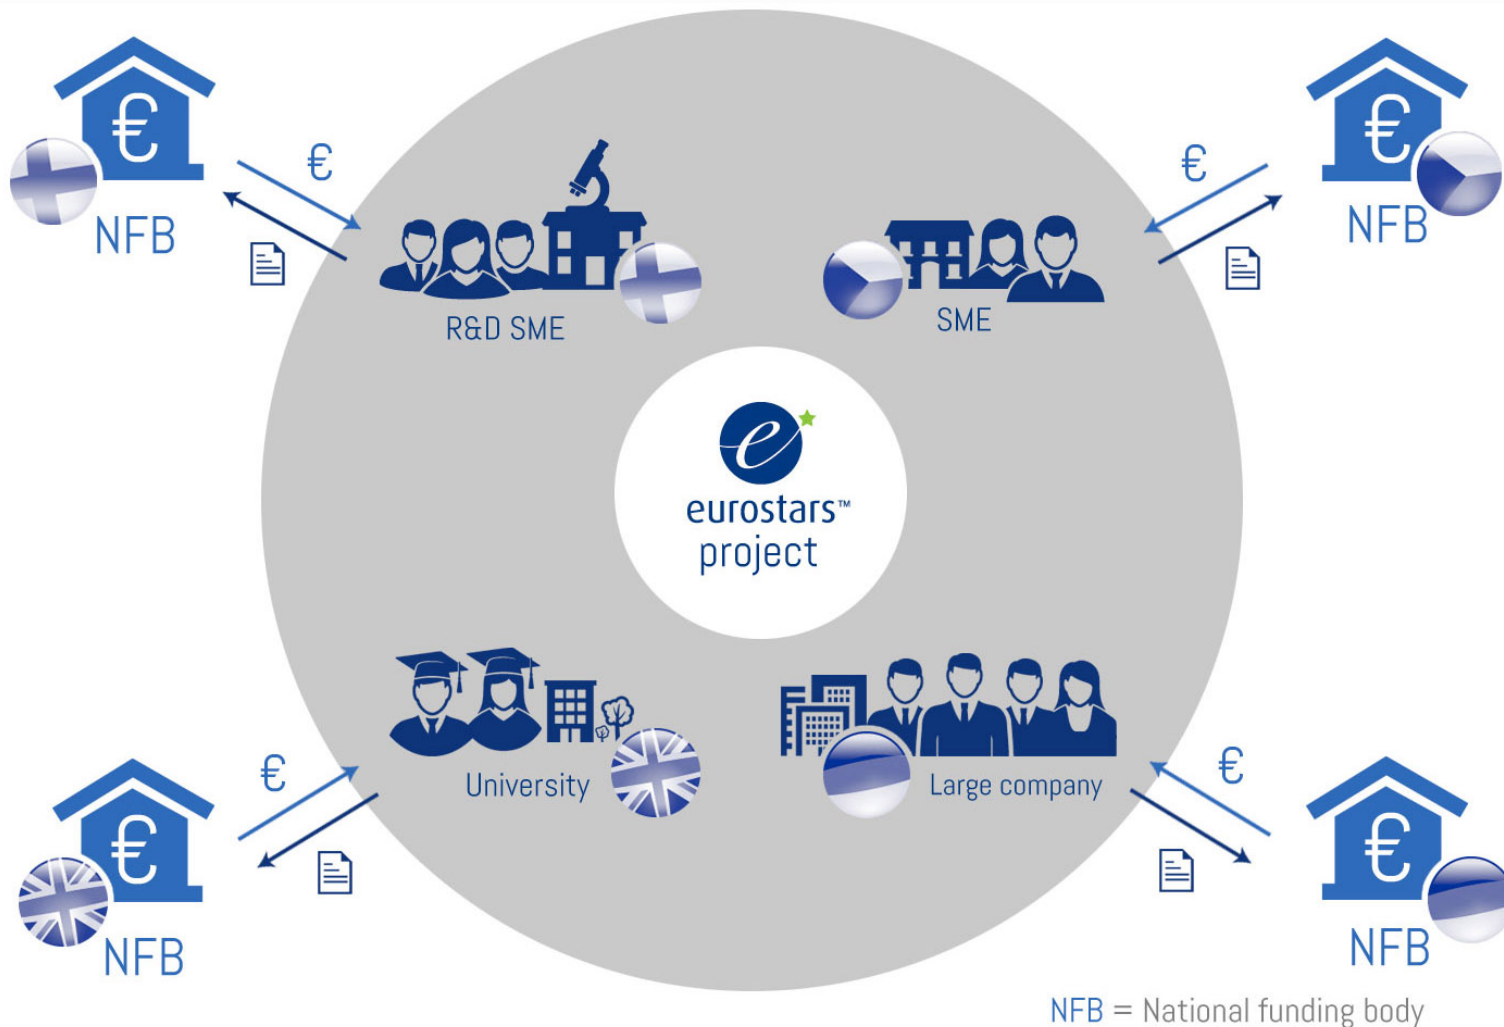 €
€
NFB
€
€
NFB
R&D SME
SME
e
eurostars™
project
University
Large company
€
€
NFB
€
€
NFB
NFB = National funding body